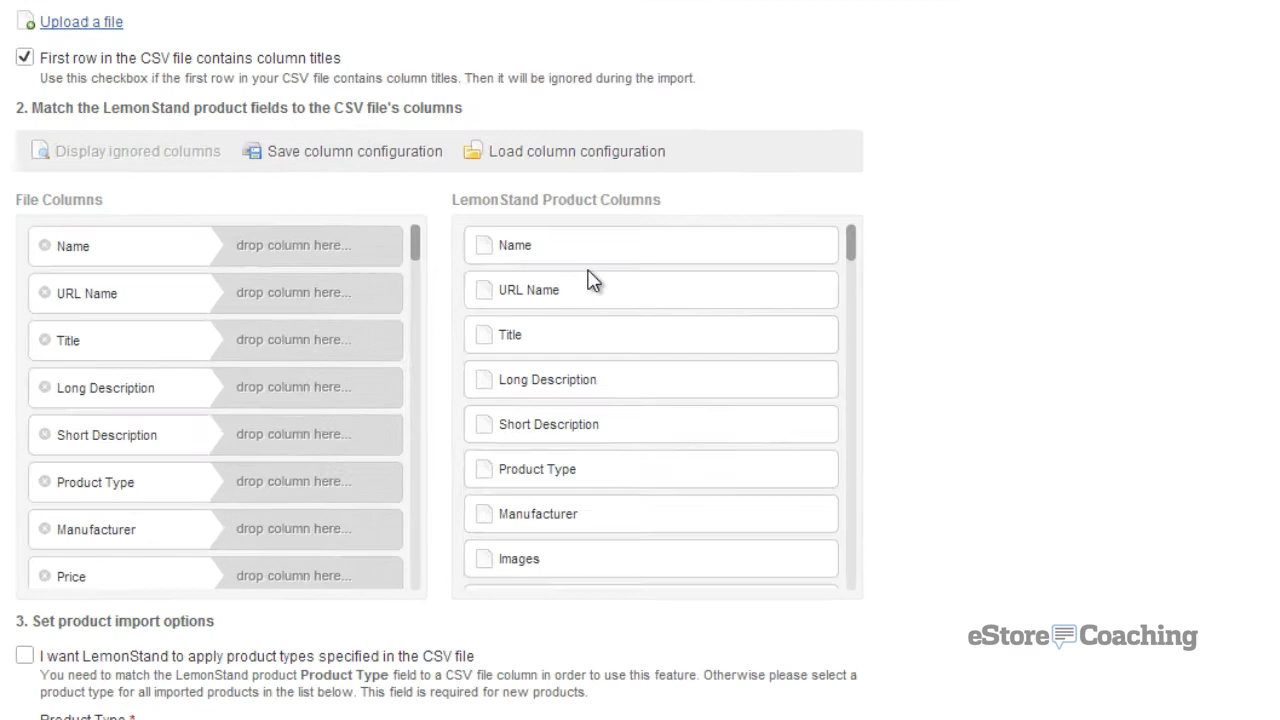 Upload a file
First row in the CSV file contains column titles
Use this checkbox if the first row in your CSV file contains column titles. Then it will be ignored during the import.
2. Match the LemonStand product fields to the CSV file's columns
Display ignored columns Save column configuration Load column configuration
File Columns
Name drop column here...
URL Name drop column here...
Title drop column here...
Long Description drop column here...
Short Description drop column here...
Product Type drop column here...
Manufacturer drop column here...
Price drop column here...
LemonStand Product Columns
Name
URL Name
Title
Long Description
Short Description
Product Type
Manufacturer
Images
3. Set product import options
I want LemonStand to apply product types specified in the CSV file
You need to match the LemonStand product Product Type field to a CSV file column in order to use this feature. Otherwise please select a
product type for all imported products in the list below. This field is required for new products.
Product Type *
eStore Coaching